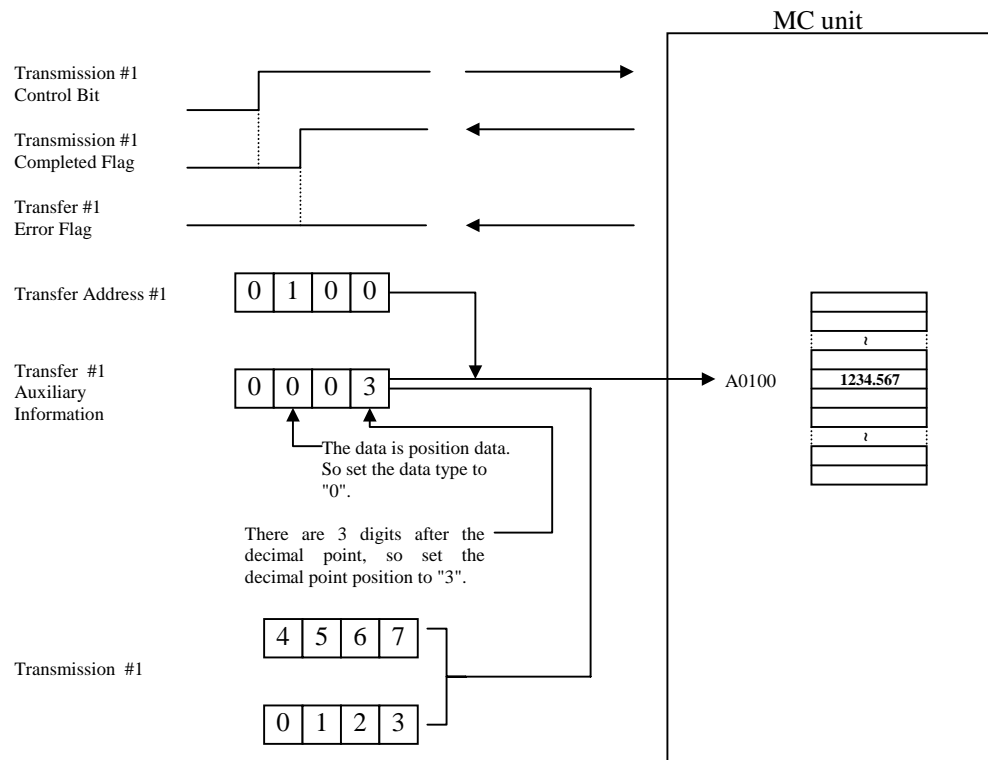 MC unit
Transmission #1
Control Bit
Transmission #1
Completed Flag
Transfer #1
Error Flag
Transfer Address #1
0 1 0 0
Transfer #1
Auxiliary
Information
0 0 0 3
A0100
~
1234.567
~
The data is position data.
So set the data type to
"0".
There are 3 digits after the
decimal point, so set the
decimal point position to "3".
4 5 6 7
Transmission #1
0 1 2 3